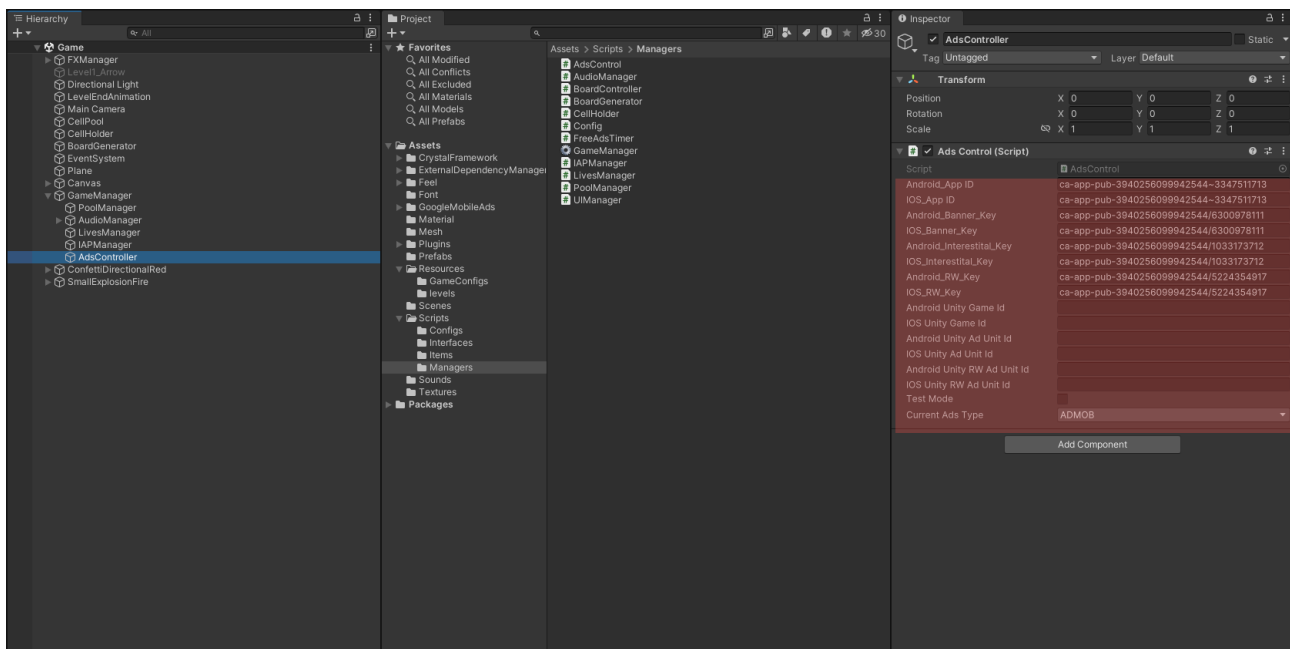 Hierarchy
All
Game
FXManager
Level1_Arrow
Directional Light
LevelEndAnimation
Main Camera
CellPool
CellHolder
BoardGenerator
EventSystem
Plane
Canvas
GameManager
PoolManager
AudioManager
LivesManager
IAPManager
AdsController
ConfettiDirectionalRed
SmallExplosionFire
Project
30
Favorites
All Modified
All Conflicts
All Excluded
All Materials
All Models
All Prefabs
Assets
CrystalFramework
ExternalDependencyManager
Feel
Font
GoogleMobileAds
Material
Mesh
Plugins
Prefabs
Resources
GameConfigs
levels
Scenes
Scripts
Configs
Interfaces
Items
Managers
Sounds
Textures
Packages
Assets > Scripts > Managers
AdsControl
AudioManager
BoardController
BoardGenerator
CellHolder
Config
FreeAdsTimer
GameManager
IAPManager
LivesManager
PoolManager
UIManager
Inspector
AdsController Static
Tag Untagged Layer Default
Transform
Position X 0 Y 0 Z 0
Rotation X 0 Y 0 Z 0
Scale X 1 Y 1 Z 1
Ads Control (Script)
Script AdsControl
Android_App ID ca-app-pub-3940256099942544~3347511713
IOS_App ID ca-app-pub-3940256099942544~3347511713
Android_Banner_Key ca-app-pub-3940256099942544/6300978111
IOS_Banner_Key ca-app-pub-3940256099942544/6300978111
Android_Interestital_Key ca-app-pub-3940256099942544/1033173712
IOS_Interestital_Key ca-app-pub-3940256099942544/1033173712
Android_RW_Key ca-app-pub-3940256099942544/5224354917
IOS_RW_Key ca-app-pub-3940256099942544/5224354917
Android Unity Game Id
IOS Unity Game Id
Android Unity Ad Unit Id
IOS Unity Ad Unit Id
Android Unity RW Ad Unit Id
IOS Unity RW Ad Unit Id
Test Mode
Current Ads Type ADMOB
Add Component